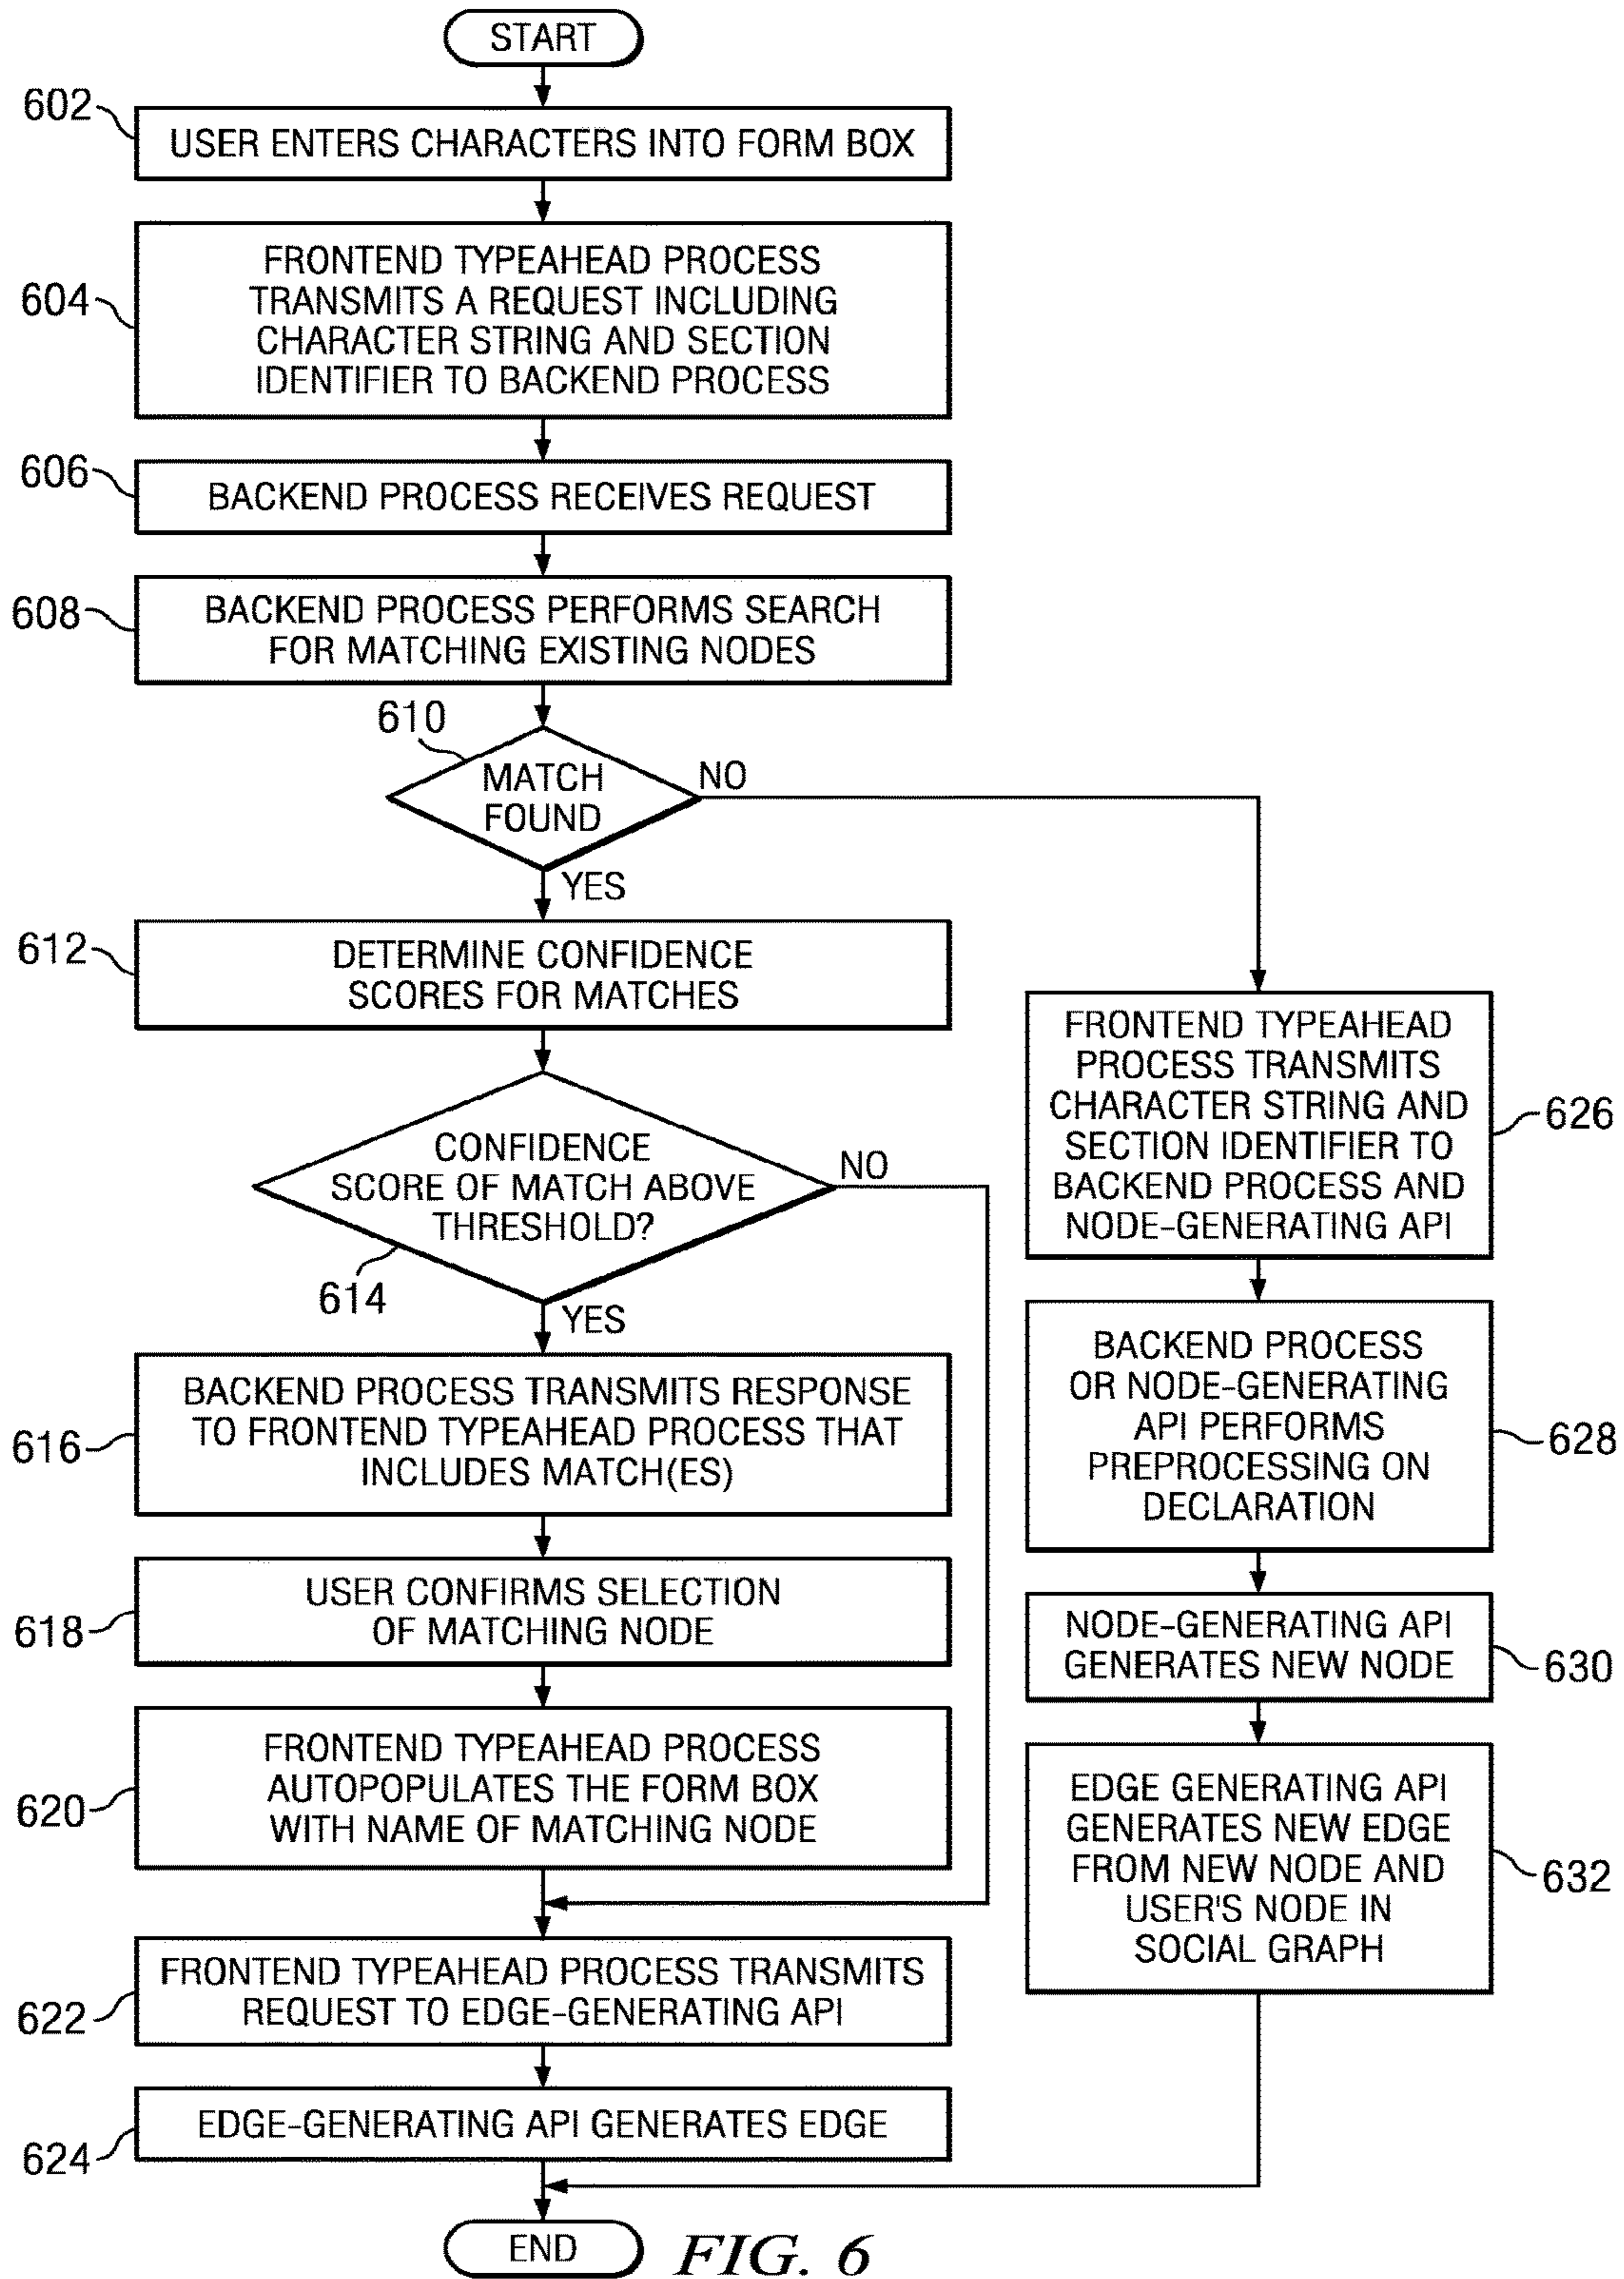 START
602
USER ENTERS CHARACTERS INTO FORM BOX
604
FRONTEND TYPEAHEAD PROCESS
TRANSMITS A REQUEST INCLUDING
CHARACTER STRING AND SECTION
IDENTIFIER TO BACKEND PROCESS
606
BACKEND PROCESS RECEIVES REQUEST
608
BACKEND PROCESS PERFORMS SEARCH
FOR MATCHING EXISTING NODES
610
MATCH
FOUND
NO
YES
612
DETERMINE CONFIDENCE
SCORES FOR MATCHES
CONFIDENCE
SCORE OF MATCH ABOVE
THRESHOLD?
NO
614
YES
616
BACKEND PROCESS TRANSMITS RESPONSE
TO FRONTEND TYPEAHEAD PROCESS THAT
INCLUDES MATCH(ES)
618
USER CONFIRMS SELECTION
OF MATCHING NODE
620
FRONTEND TYPEAHEAD PROCESS
AUTOPOPULATES THE FORM BOX
WITH NAME OF MATCHING NODE
622
FRONTEND TYPEAHEAD PROCESS TRANSMITS
REQUEST TO EDGE-GENERATING API
624
EDGE-GENERATING API GENERATES EDGE
FRONTEND TYPEAHEAD
PROCESS TRANSMITS
CHARACTER STRING AND
SECTION IDENTIFIER TO
BACKEND PROCESS AND
NODE-GENERATING API
626
BACKEND PROCESS
OR NODE-GENERATING
API PERFORMS
PREPROCESSING ON
DECLARATION
628
NODE-GENERATING API
GENERATES NEW NODE
630
EDGE GENERATING API
GENERATES NEW EDGE
FROM NEW NODE AND
USER'S NODE IN
SOCIAL GRAPH
632
END
FIG. 6